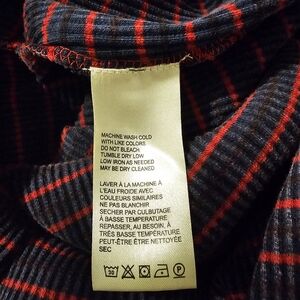 MACHINE WASH COLD
WITH LIKE COLORS
DO NOT BLEACH
TUMBLE DRY LOW
LOW IRON AS NEEDED
MAY BE DRY CLEANED
LAVER À LA MACHINE À
L'EAU FROIDE AVEC
COULEURS SIMILAIRES
NE PAS BLANCHIR
SECHER PAR CULBUTAGE
À BASSE TEMPÉRATURE
REPASSER, AU BESOIN, À
TRÈS BASSE TEMPÉRATURE
PEUT-ÊTRE ÊTRE NETTOYÉE
SEC